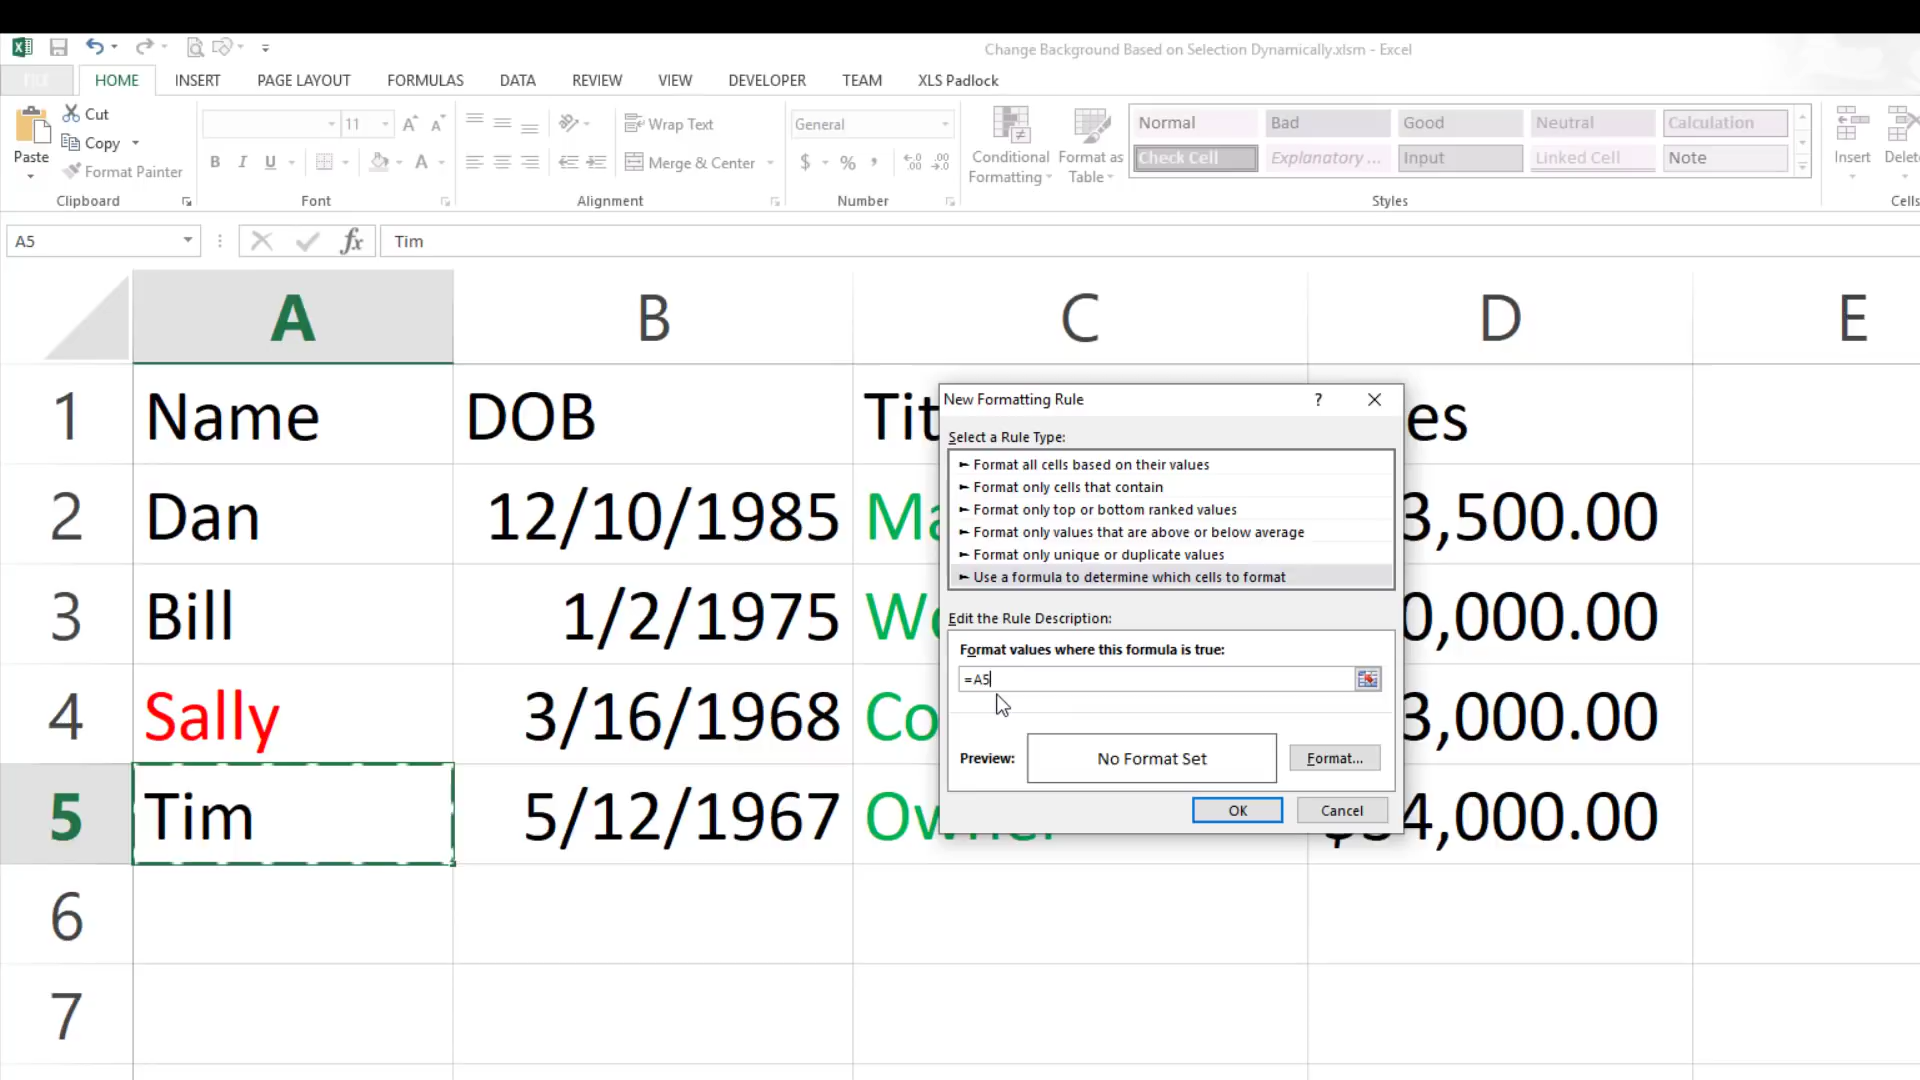 Change Background Based on Selection Dynamically.xlsm - Excel
FILE HOME INSERT PAGE LAYOUT FORMULAS DATA REVIEW VIEW DEVELOPER TEAM XLS Padlock
Paste
Cut
Copy
Format Painter
Clipboard
11
B I U
Font
Wrap Text
Merge & Center
Alignment
General
$ % ,
Number
Conditional Formatting
Format as Table
Normal Bad Good Neutral Calculation
Check Cell Explanatory ... Input Linked Cell Note
Styles
Insert
Cells
A5 fx Tim
A B C D E
1 Name DOB
2 Dan 12/10/1985
3 Bill 1/2/1975
4 Sally 3/16/1968
5 Tim 5/12/1967
6
7
New Formatting Rule ?
Select a Rule Type:
► Format all cells based on their values
► Format only cells that contain
► Format only top or bottom ranked values
► Format only values that are above or below average
► Format only unique or duplicate values
► Use a formula to determine which cells to format
Edit the Rule Description:
Format values where this formula is true:
=A5
Preview: No Format Set Format...
OK Cancel
es
3,500.00
0,000.00
3,000.00
4,000.00